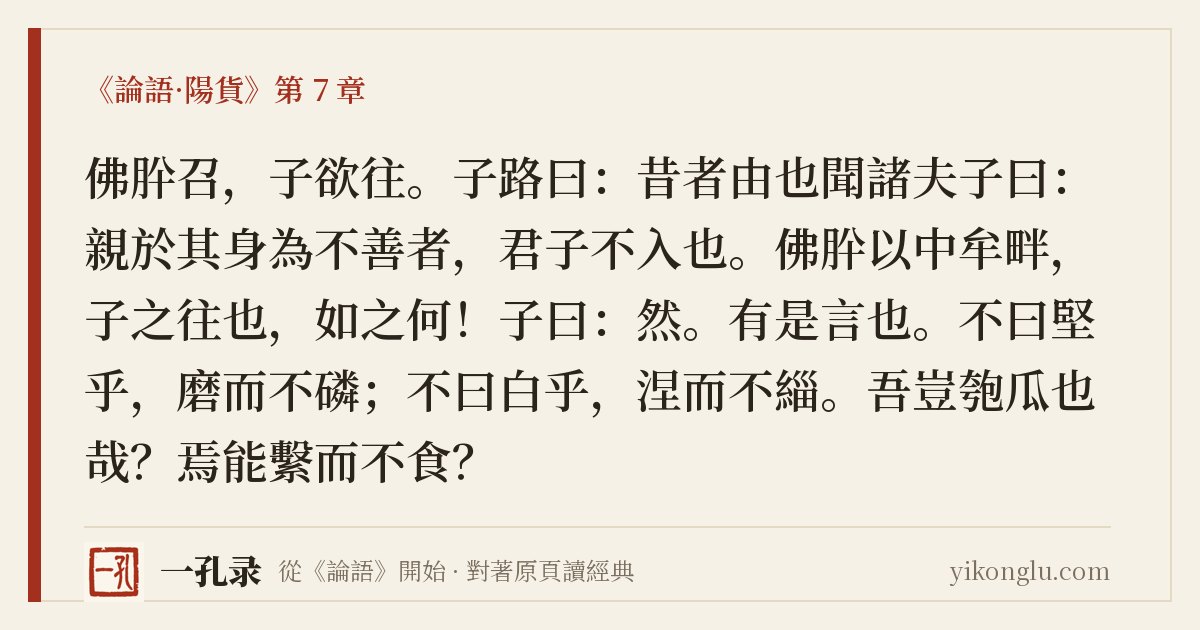 《論語·陽貨》第 7 章
佛肸召，子欲往。子路曰：昔者由也聞諸夫子曰：
親於其身為不善者，君子不入也。佛肸以中牟畔，
子之往也，如之何！子曰：然。有是言也。不曰堅
乎，磨而不磷；不曰白乎，涅而不緇。吾豈匏瓜也
哉？焉能繫而不食？
一孔
一孔录 從《論語》開始 · 對著原頁讀經典 yikonglu.com